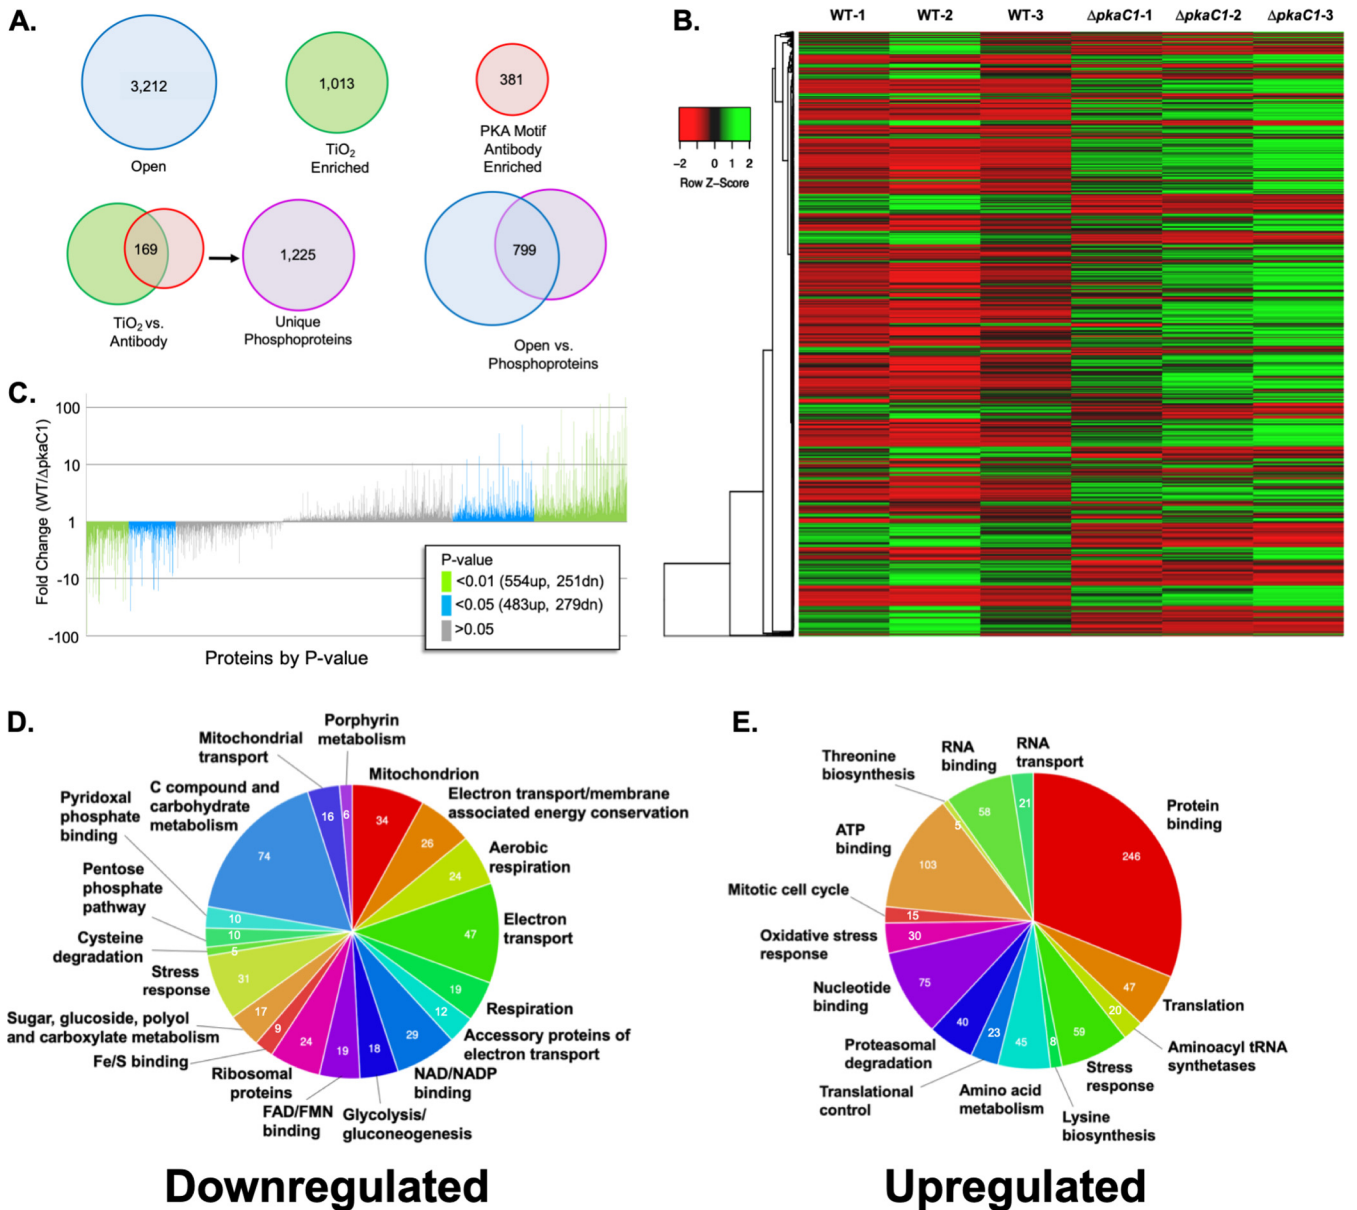 A.
3,212
Open
1,013
TiO2
Enriched
381
PKA Motif
Antibody
Enriched
169
TiO2 vs.
Antibody
1,225
Unique
Phosphoproteins
799
Open vs.
Phosphoproteins
B.
WT-1 WT-2 WT-3 ΔpkaC1-1 ΔpkaC1-2 ΔpkaC1-3
−2 0 1 2
Row Z−Score
C.
Fold Change (WT/ΔpkaC1)
100
10
1
-10
-100
P-value
<0.01 (554up, 251dn)
<0.05 (483up, 279dn)
>0.05
Proteins by P-value
D.
Porphyrin
metabolism
6
Mitochondrion
34
Electron transport/membrane
associated energy conservation
26
Aerobic
respiration
24
Electron
transport
47
Respiration
19
Accessory proteins of
electron transport
12
NAD/NADP
binding
29
Glycolysis/
gluconeogenesis
18
FAD/FMN
binding
19
Ribosomal
proteins
24
Fe/S binding
9
Sugar, glucoside, polyol
and carboxylate metabolism
17
Stress
response
31
Cysteine
degradation
5
Pentose
phosphate
pathway
10
Pyridoxal
phosphate
binding
10
C compound and
carbohydrate
metabolism
74
Mitochondrial
transport
16
Downregulated
E.
RNA
transport
21
Protein
binding
246
Translation
47
Aminoacyl tRNA
synthetases
20
Stress
response
59
Lysine
biosynthesis
8
Amino acid
metabolism
45
Translational
control
23
Proteasomal
degradation
40
Nucleotide
binding
75
Oxidative stress
response
30
Mitotic cell cycle
15
ATP
binding
103
Threonine
biosynthesis
5
RNA
binding
58
Upregulated